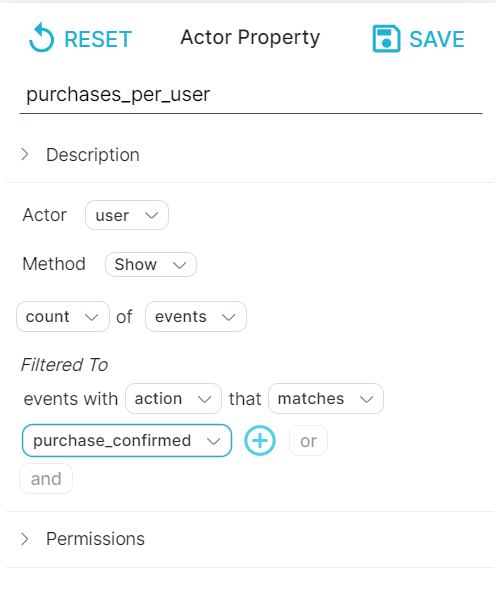 RESET Actor Property SAVE
purchases_per_user
Description
Actor user
Method Show
count of events
Filtered To
events with action that matches
purchase_confirmed or
and
Permissions